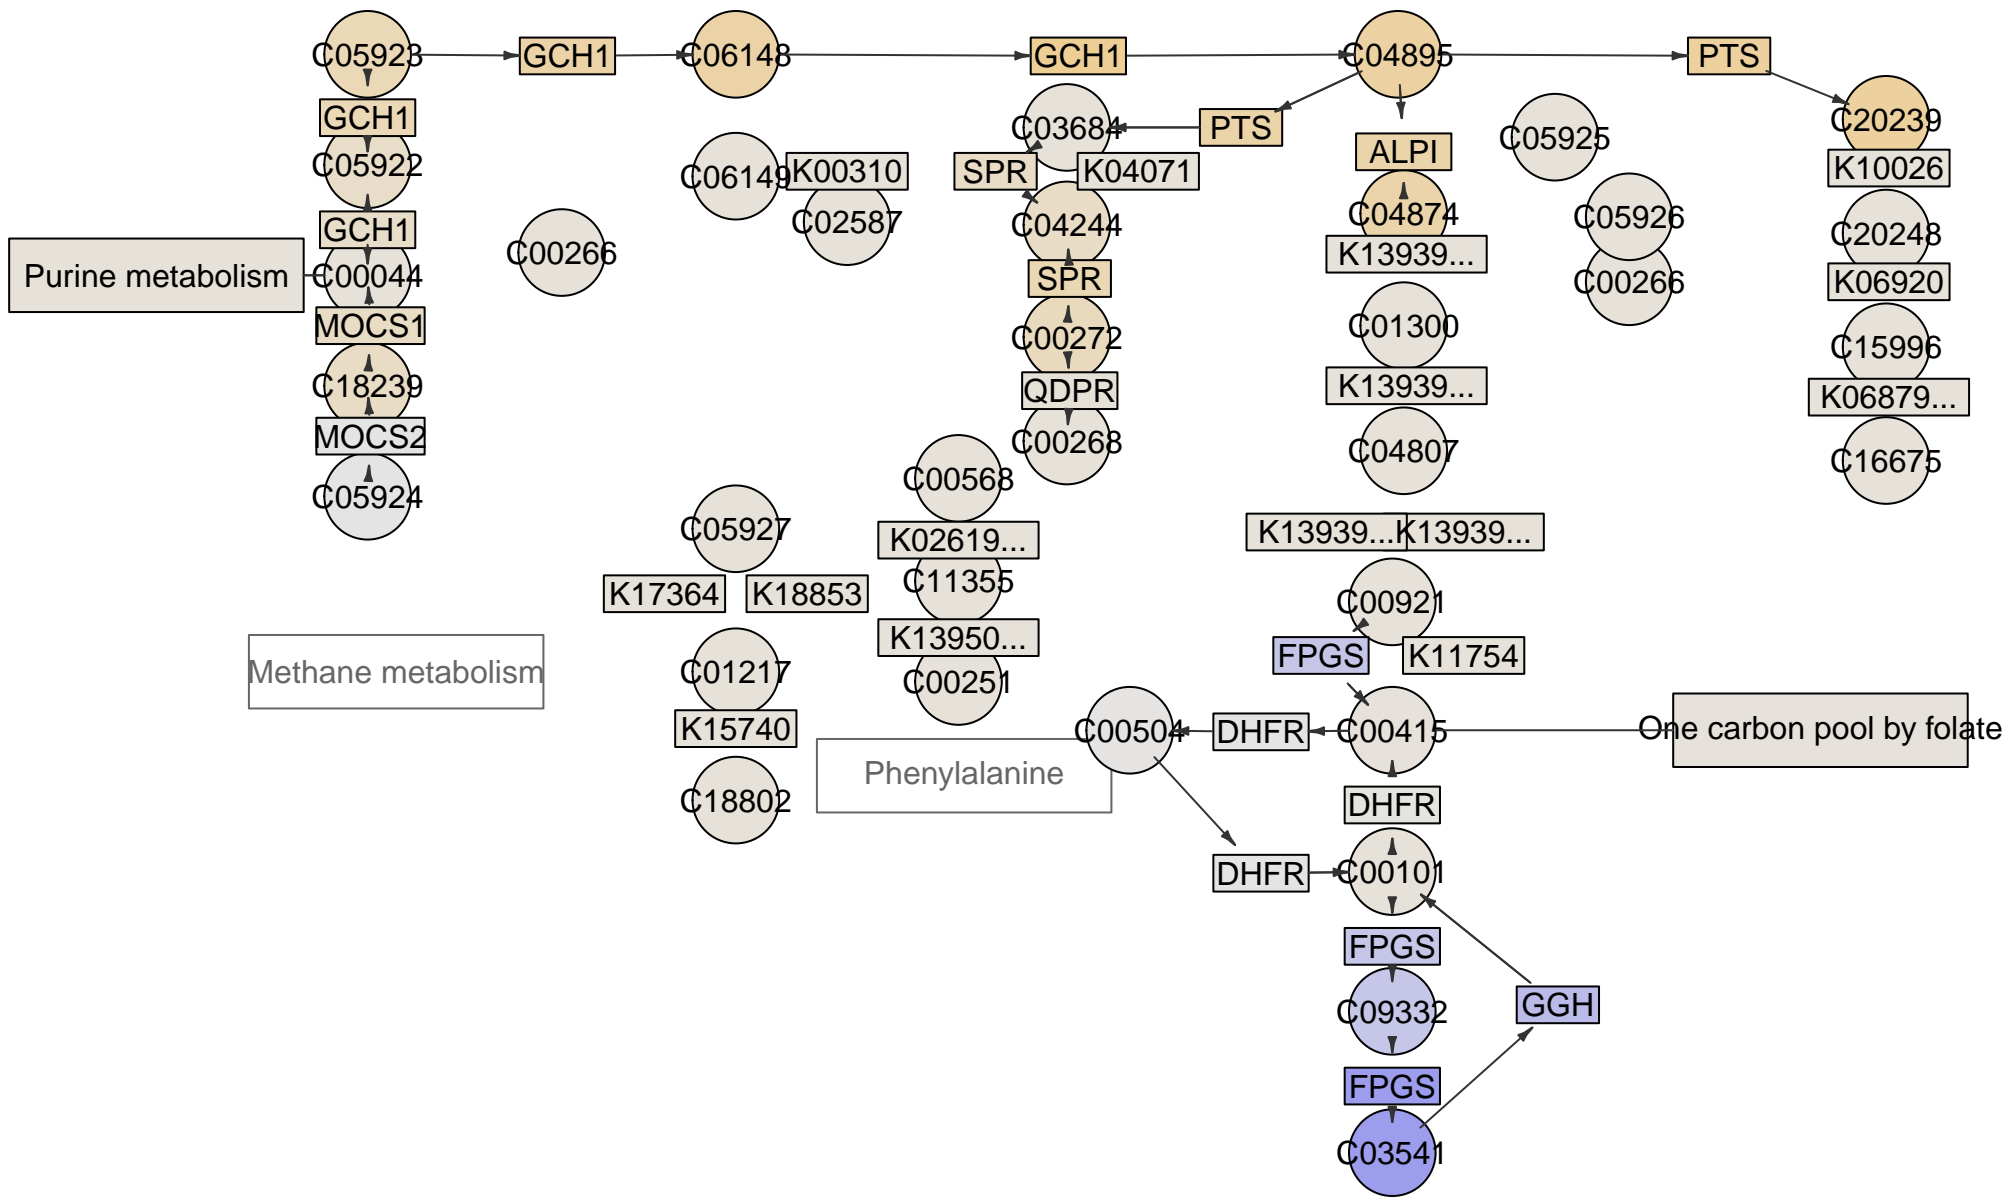 C05923
GCH1
C06148
GCH1
C04895
PTS
GCH1
C03684
PTS
C20239
C05925
ALPI
C05922
C06149
K00310
SPR
K04071
K10026
GCH1
C02587
C04244
C04874
C05926
C20248
C00266
K13939...
Purine metabolism
C00044
SPR
C00266
K06920
MOCS1
C00272
C01300
C15996
C18239
QDPR
K13939...
K06879...
MOCS2
C00268
C04807
C16675
C05924
C00568
C05927
K02619...
K13939...
K13939...
K17364
K18853
C11355
C00921
K13950...
FPGS
K11754
Methane metabolism
C01217
C00251
K15740
C00504
DHFR
C00415
One carbon pool by folate
Phenylalanine
C18802
DHFR
DHFR
C00101
FPGS
C09332
GGH
FPGS
C03541